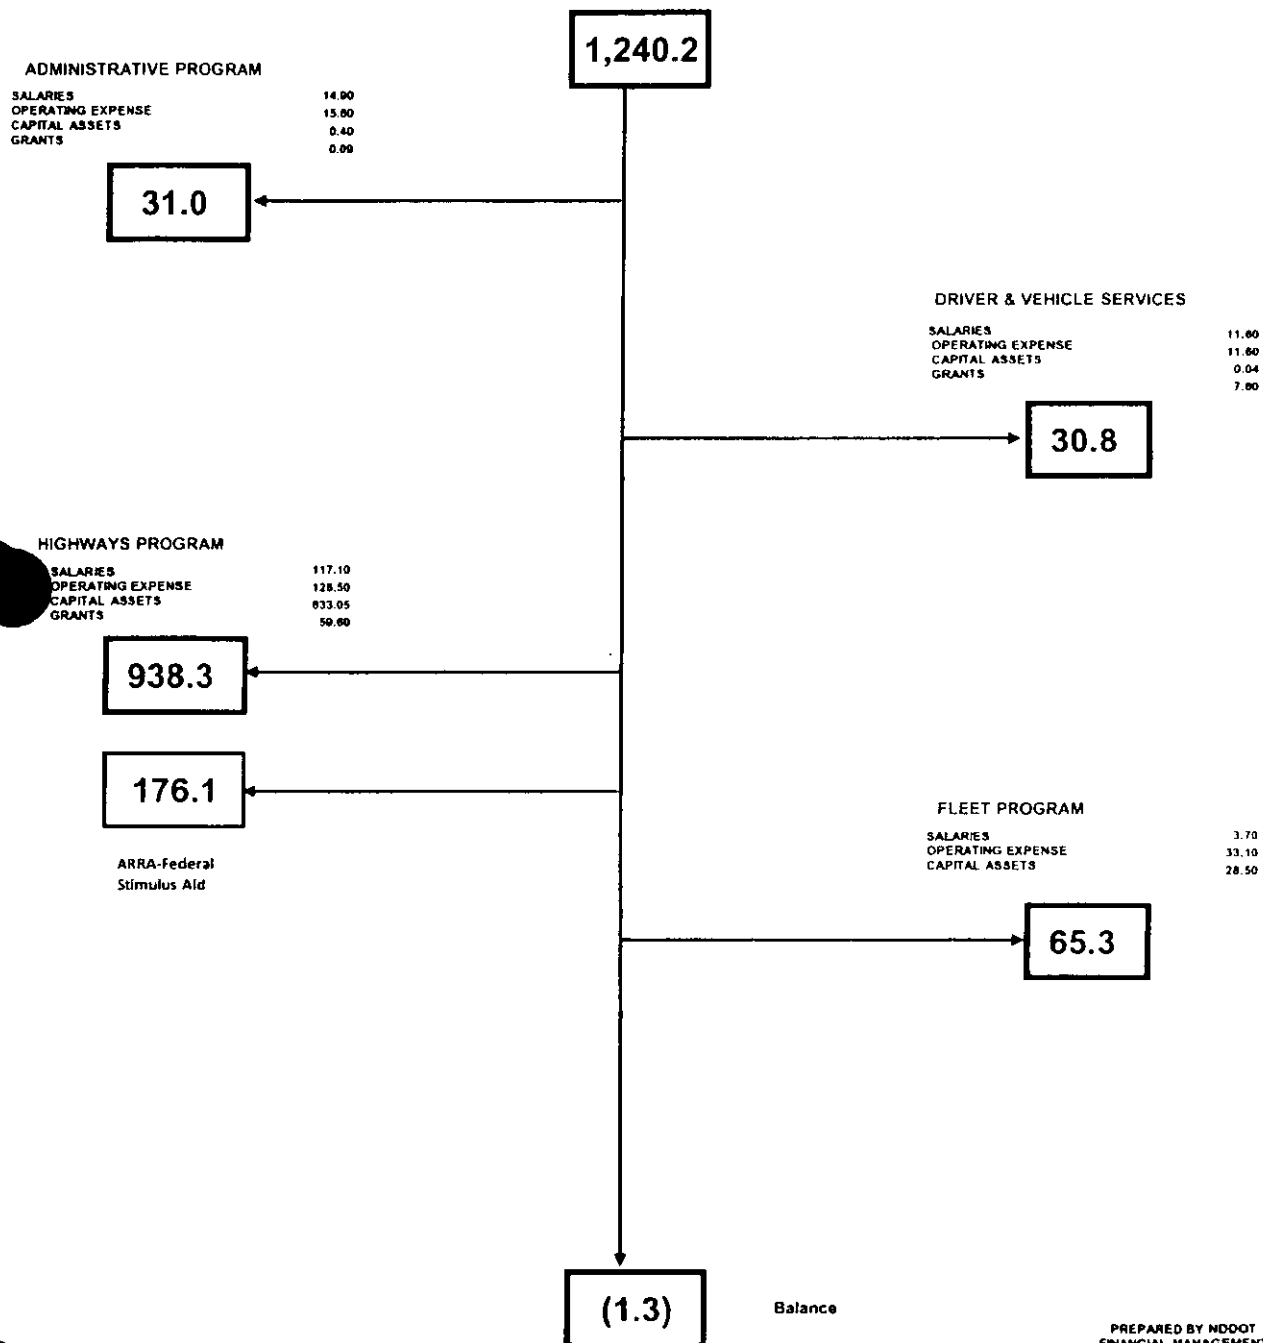 1,240.2
ADMINISTRATIVE PROGRAM
SALARIES 14.90
OPERATING EXPENSE 15.60
CAPITAL ASSETS 0.40
GRANTS 0.09
31.0
DRIVER & VEHICLE SERVICES
SALARIES 11.60
OPERATING EXPENSE 11.60
CAPITAL ASSETS 0.04
GRANTS 7.60
30.8
HIGHWAYS PROGRAM
SALARIES 117.10
OPERATING EXPENSE 128.50
CAPITAL ASSETS 633.05
GRANTS 59.60
938.3
176.1
ARRA-Federal
Stimulus Aid
FLEET PROGRAM
SALARIES 3.70
OPERATING EXPENSE 33.10
CAPITAL ASSETS 28.50
65.3
(1.3) Balance
PREPARED BY NDDOT
FINANCIAL MANAGEMENT